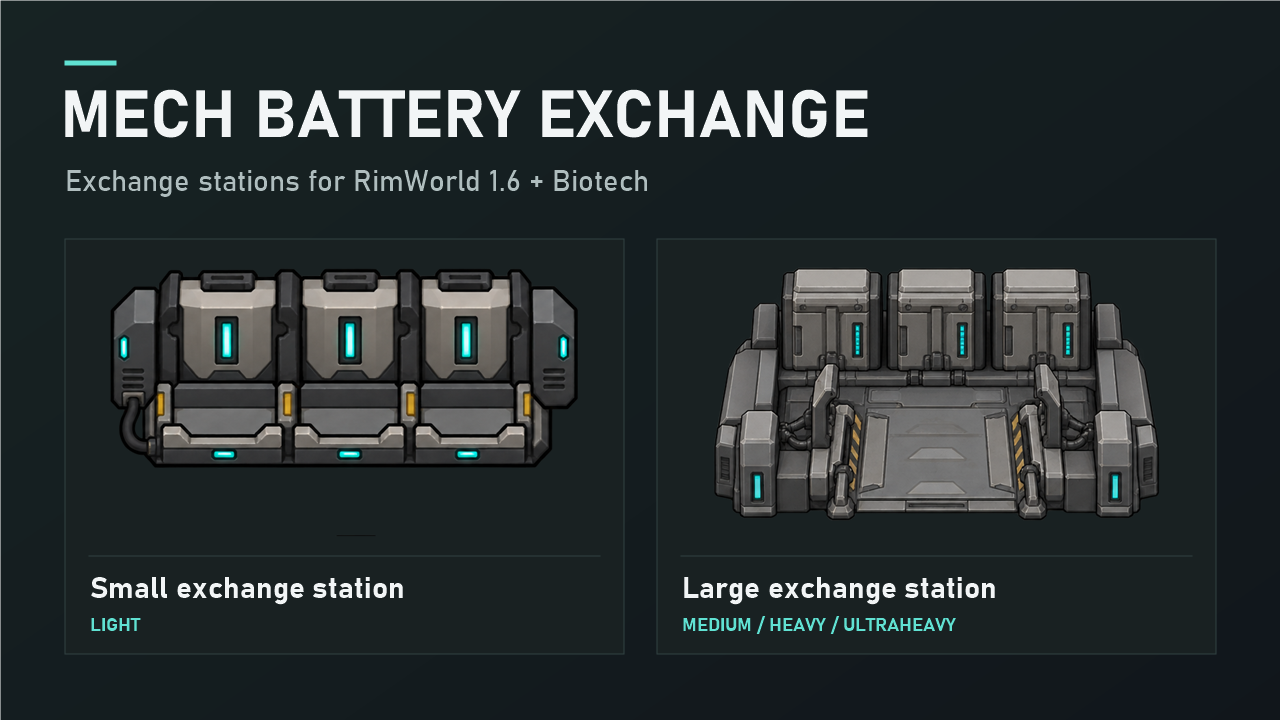 MECH BATTERY EXCHANGE
Exchange stations for RimWorld 1.6 + Biotech
Small exchange station
LIGHT
Large exchange station
MEDIUM / HEAVY / ULTRAHEAVY